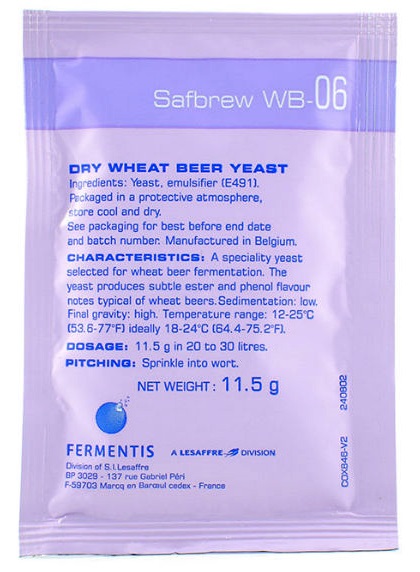 Safbrew WB-06
DRY WHEAT BEER YEAST
Ingredients: Yeast, emulsifier (E491).
Packaged in a protective atmosphere,
store cool and dry.
See packaging for best before end date
and batch number. Manufactured in Belgium.
CHARACTERISTICS: A speciality yeast
selected for wheat beer fermentation. The
yeast produces subtle ester and phenol flavour
notes typical of wheat beers.Sedimentation: low.
Final gravity: high. Temperature range: 12-25°C
(53.6-77°F) ideally 18-24°C (64.4-75.2°F).
DOSAGE: 11.5 g in 20 to 30 litres.
PITCHING: Sprinkle into wort.
NET WEIGHT : 11.5 g
FERMENTIS
A LESAFFRE DIVISION
Division of S.I.Lesaffre
BP 3029 - 137 rue Gabriel Péri
F-59703 Marcq en Barœul cedex - France
COX846-V2 240802